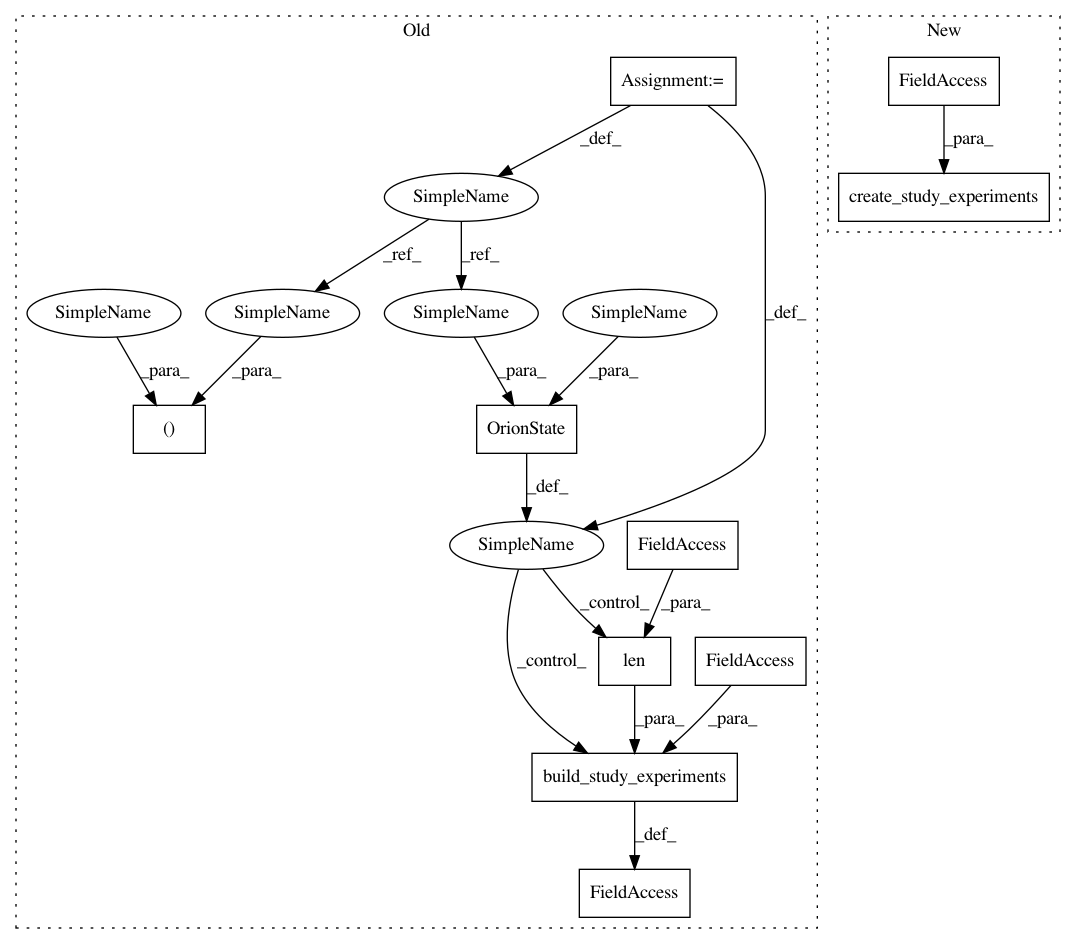 Old
New
Assignment:=
FieldAccess
_def_
_para_
SimpleName
create_study_experiments
_ref_
_ref_
SimpleName
SimpleName
SimpleName
SimpleName
_def_
_para_
_para_
_para_
_para_
()
OrionState
_def_
SimpleName
FieldAccess
_control_
_para_
_control_
len
FieldAccess
_para_
_para_
build_study_experiments
_def_
FieldAccess